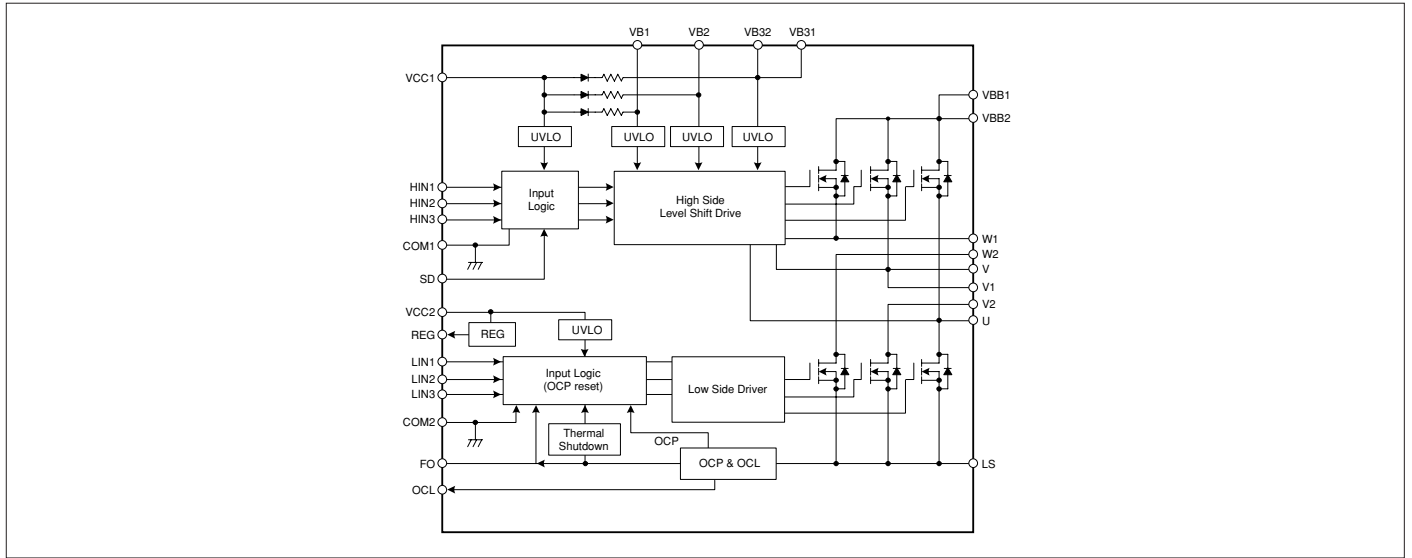 VB1 VB2 VB32 VB31
VCC1
VBB1
VBB2
UVLO UVLO UVLO UVLO
HIN1
HIN2
HIN3
Input
Logic
High Side
Level Shift Drive
COM1
SD
W1
W2
V
V1
V2
U
VCC2
REG
REG
UVLO
LIN1
LIN2
LIN3
Input Logic
(OCP reset)
Low Side Driver
COM2
Thermal
Shutdown
OCP
FO
OCP & OCL
LS
OCL